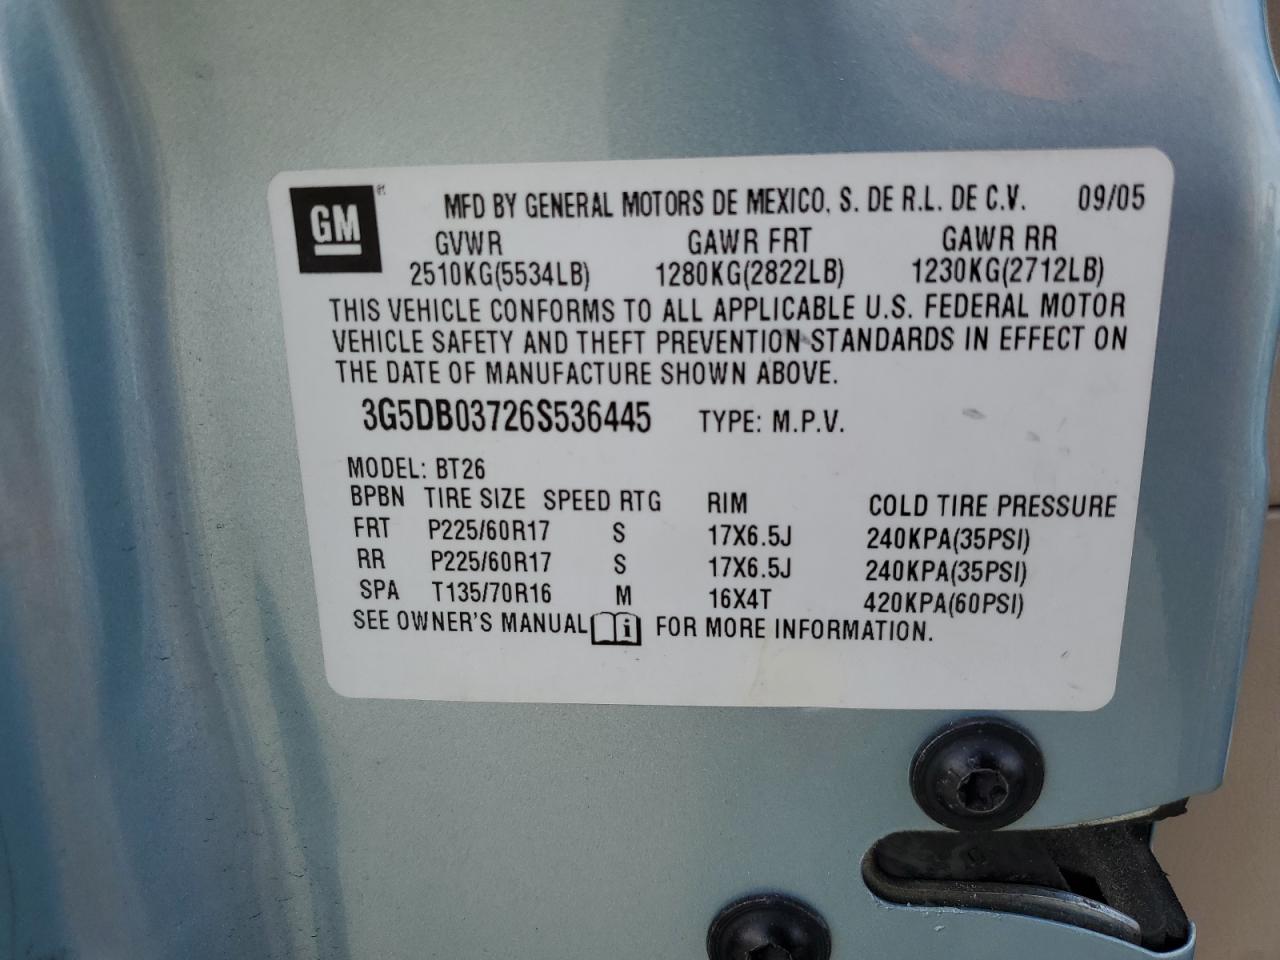 GM
MFD BY GENERAL MOTORS DE MEXICO, S. DE R.L. DE C.V. 09/05
GVWR GAWR FRT GAWR RR
2510KG(5534LB) 1280KG(2822LB) 1230KG(2712LB)
THIS VEHICLE CONFORMS TO ALL APPLICABLE U.S. FEDERAL MOTOR
VEHICLE SAFETY AND THEFT PREVENTION STANDARDS IN EFFECT ON
THE DATE OF MANUFACTURE SHOWN ABOVE.
3G5DB03726S536445 TYPE: M.P.V.
MODEL: BT26
BPBN TIRE SIZE SPEED RTG RIM COLD TIRE PRESSURE
FRT P225/60R17 S 17X6.5J 240KPA(35PSI)
RR P225/60R17 S 17X6.5J 240KPA(35PSI)
SPA T135/70R16 M 16X4T 420KPA(60PSI)
SEE OWNER'S MANUAL i FOR MORE INFORMATION.